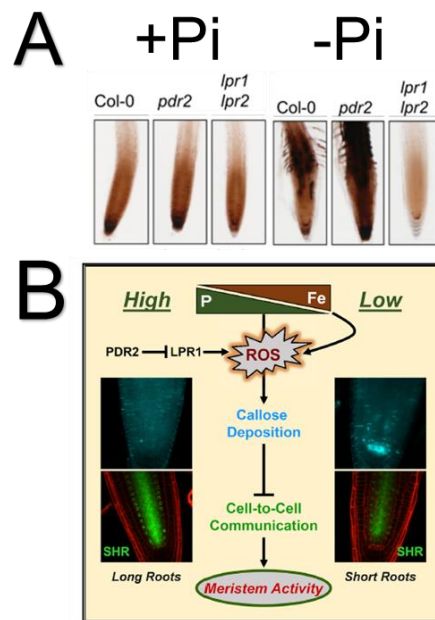 A
+Pi
-Pi
Col-0
pdr2
lpr1
lpr2
Col-0
pdr2
lpr1
lpr2
B
High
P
Fe
Low
PDR2
LPR1
ROS
Callose
Deposition
Cell-to-Cell
Communication
SHR
SHR
Long Roots
Meristem Activity
Short Roots